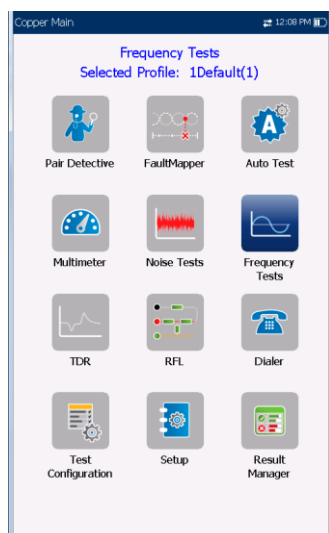 Copper Main 12:08 PM
Frequency Tests
Selected Profile: 1Default(1)
Pair Detective FaultMapper Auto Test
A
Multimeter Noise Tests Frequency
Tests
TDR RFL Dialer
Test
Configuration Setup Result
Manager